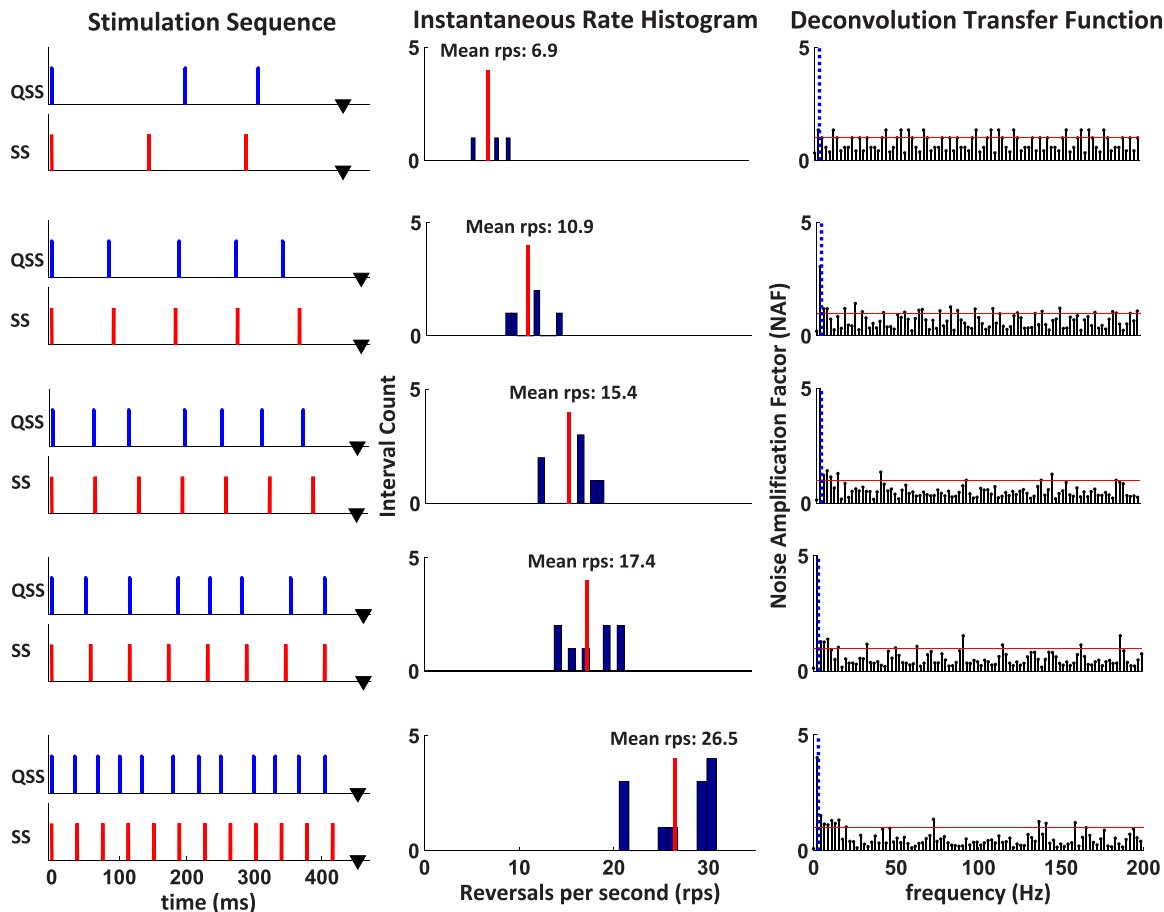 Stimulation Sequence
Instantaneous Rate Histogram
Deconvolution Transfer Function
QSS
SS
5
0
Mean rps: 6.9
5
0
QSS
SS
5
0
Mean rps: 10.9
5
0
QSS
SS
5
0
Mean rps: 15.4
5
0
QSS
SS
5
0
Mean rps: 17.4
5
0
QSS
SS
5
0
Mean rps: 26.5
5
0
Interval Count
Noise Amplification Factor (NAF)
0 100 200 300 400
time (ms)
0 10 20 30
Reversals per second (rps)
0 50 100 150 200
frequency (Hz)